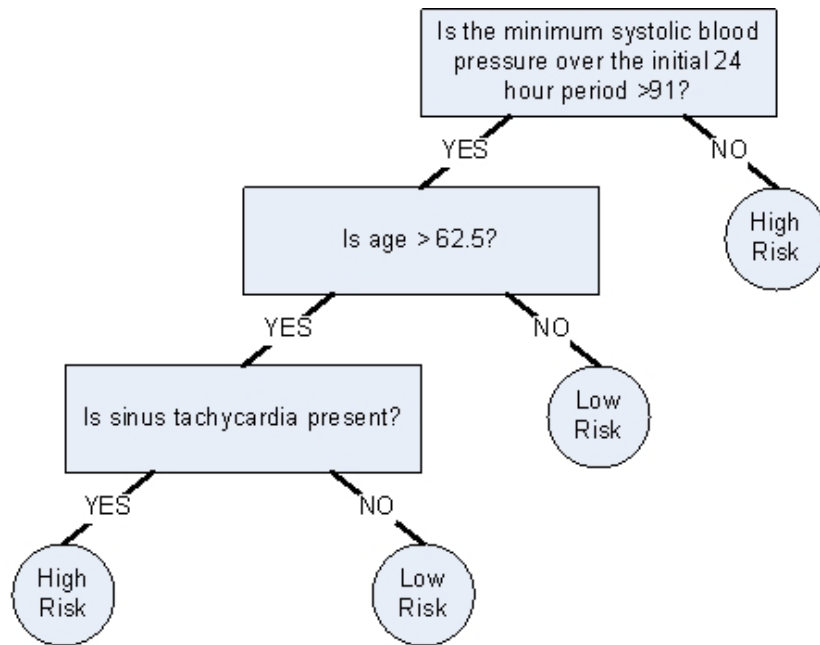 Is the minimum systolic blood
pressure over the initial 24
hour period >91?
YES
NO
Is age > 62.5?
High
Risk
YES
NO
Is sinus tachycardia present?
Low
Risk
YES
NO
High
Risk
Low
Risk